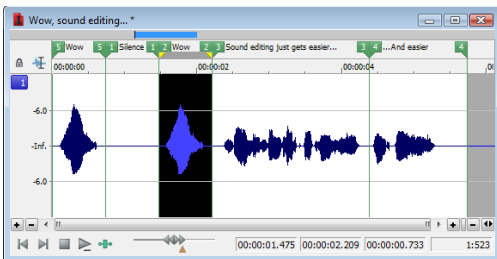 Wow, sound editing... *
5 Wow 5 1 Silence 1 2 Wow 2 3 Sound editing just gets easier... 3 4 ...And easier 4
00:00:00 ,00:00:02 ,00:00:04
1
-6.0
-Inf.
-6.0
00:00:01.475 00:00:02.209 00:00:00.733 1:523